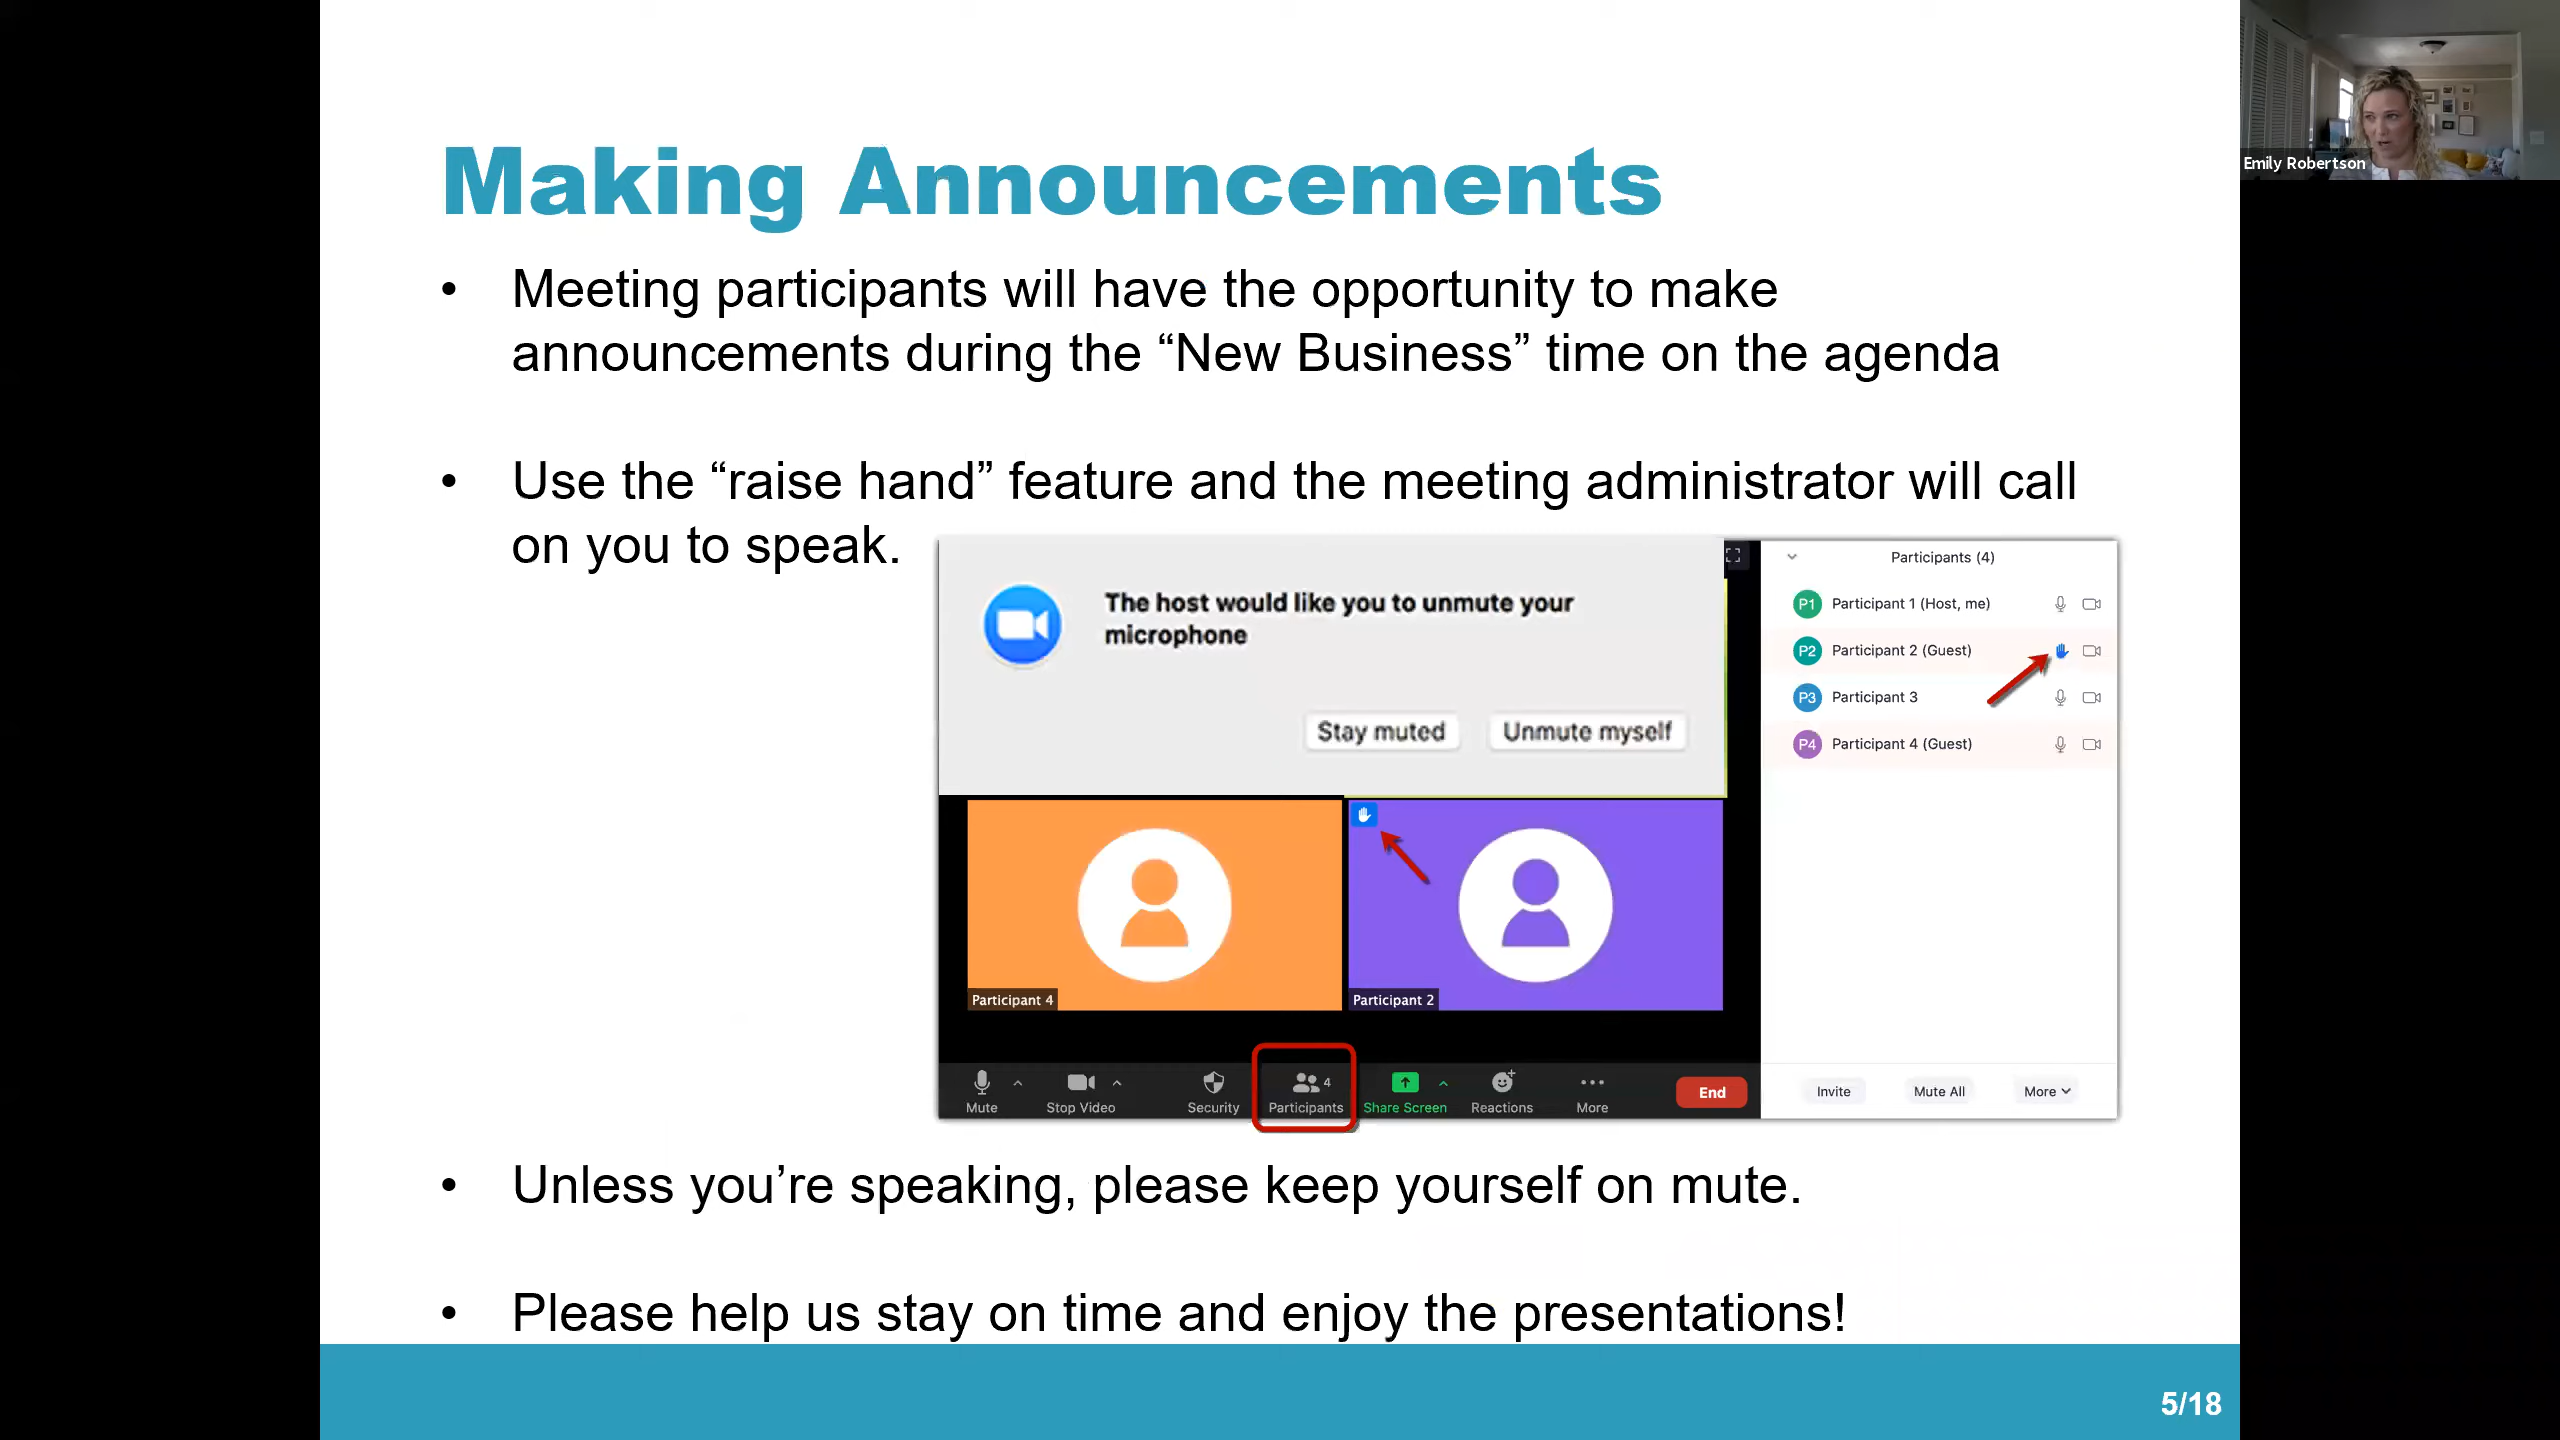 Emily Robertson
Making Announcements
• Meeting participants will have the opportunity to make
announcements during the “New Business” time on the agenda
• Use the “raise hand” feature and the meeting administrator will call
on you to speak.
The host would like you to unmute your
microphone
Stay muted
Unmute myself
Participant 4
Participant 2
Mute
Stop Video
Security
4
Participants
Share Screen
Reactions
More
End
Participants (4)
P1 Participant 1 (Host, me)
P2 Participant 2 (Guest)
P3 Participant 3
P4 Participant 4 (Guest)
Invite
Mute All
More
• Unless you’re speaking, please keep yourself on mute.
• Please help us stay on time and enjoy the presentations!
5/18